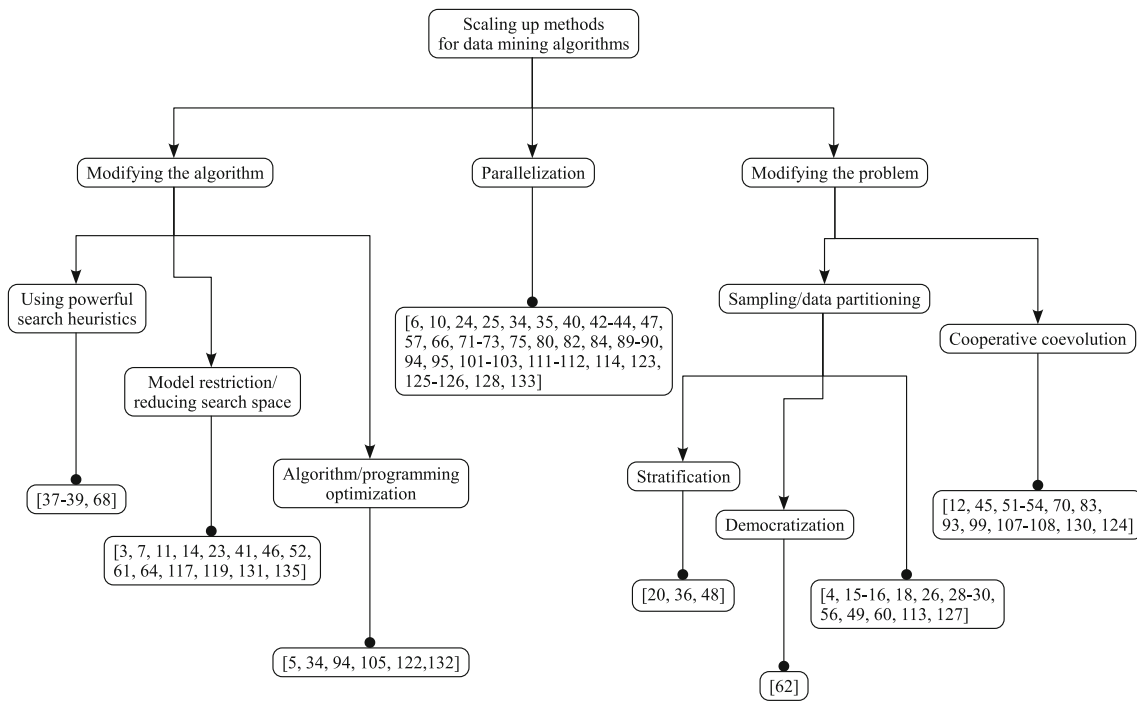 Scaling up methods
for data mining algorithms
Modifying the algorithm
Parallelization
Modifying the problem
Using powerful
search heuristics
Model restriction/
reducing search space
Algorithm/programming
optimization
Sampling/data partitioning
Cooperative coevolution
Stratification
Democratization
[6, 10, 24, 25, 34, 35, 40, 42-44, 47,
57, 66, 71-73, 75, 80, 82, 84, 89-90,
94, 95, 101-103, 111-112, 114, 123,
125-126, 128, 133]
[37-39, 68]
[3, 7, 11, 14, 23, 41, 46, 52,
61, 64, 117, 119, 131, 135]
[5, 34, 94, 105, 122,132]
[20, 36, 48]
[62]
[4, 15-16, 18, 26, 28-30,
56, 49, 60, 113, 127]
[12, 45, 51-54, 70, 83,
93, 99, 107-108, 130, 124]